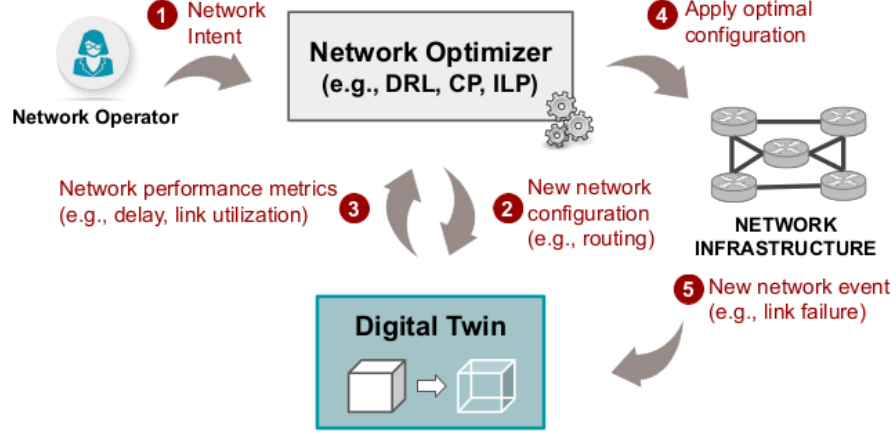 1 Network
Intent
Network Operator
Network Optimizer
(e.g., DRL, CP, ILP)
4 Apply optimal
configuration
NETWORK
INFRASTRUCTURE
Network performance metrics
(e.g., delay, link utilization) 3
2 New network
configuration
(e.g., routing)
5 New network event
(e.g., link failure)
Digital Twin